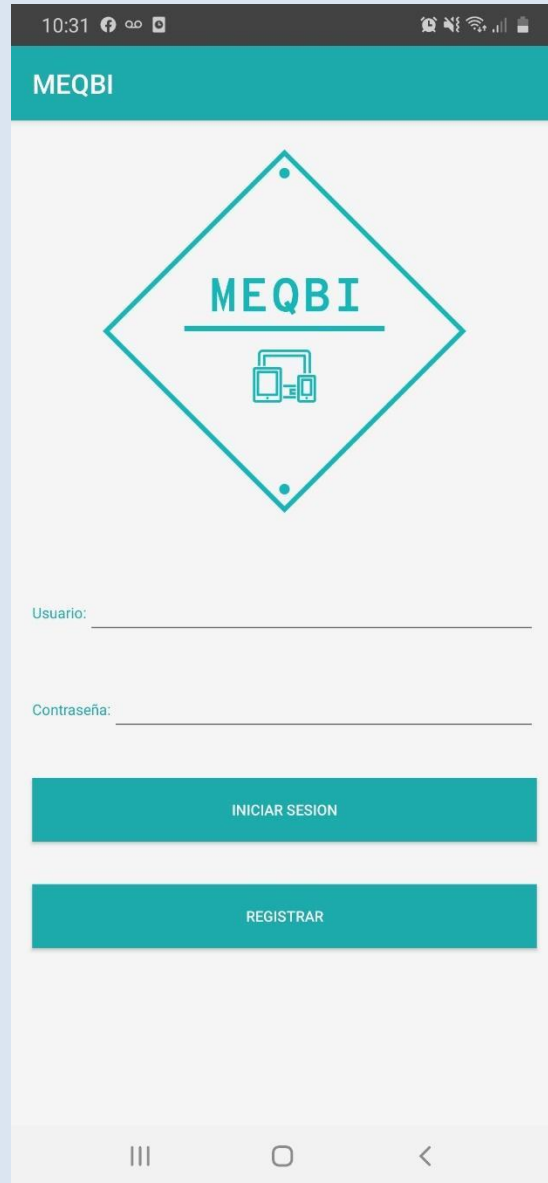 10:31
MEQBI
MEQBI
Usuario:
Contraseña:
INICIAR SESION
REGISTRAR